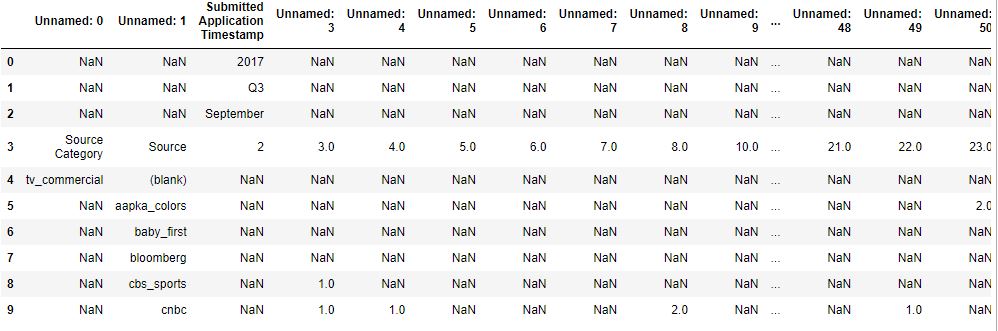 Unnamed: 0 Unnamed: 1 Submitted Application Timestamp Unnamed: 3 Unnamed: 4 Unnamed: 5 Unnamed: 6 Unnamed: 7 Unnamed: 8 Unnamed: 9 ... Unnamed: 48 Unnamed: 49 Unnamed: 50
0 NaN NaN 2017 NaN NaN NaN NaN NaN NaN NaN ... NaN NaN NaN
1 NaN NaN Q3 NaN NaN NaN NaN NaN NaN NaN ... NaN NaN NaN
2 NaN NaN September NaN NaN NaN NaN NaN NaN NaN ... NaN NaN NaN
3 Source Category Source 2 3.0 4.0 5.0 6.0 7.0 8.0 10.0 ... 21.0 22.0 23.0
4 tv_commercial (blank) NaN NaN NaN NaN NaN NaN NaN NaN ... NaN NaN NaN
5 NaN aapka_colors NaN NaN NaN NaN NaN NaN NaN NaN ... NaN NaN 2.0
6 NaN baby_first NaN NaN NaN NaN NaN NaN NaN NaN ... NaN NaN NaN
7 NaN bloomberg NaN NaN NaN NaN NaN NaN NaN NaN ... NaN NaN NaN
8 NaN cbs_sports NaN 1.0 NaN NaN NaN NaN NaN NaN ... NaN NaN NaN
9 NaN cnbc NaN 1.0 1.0 NaN NaN NaN 2.0 NaN ... NaN 1.0 NaN